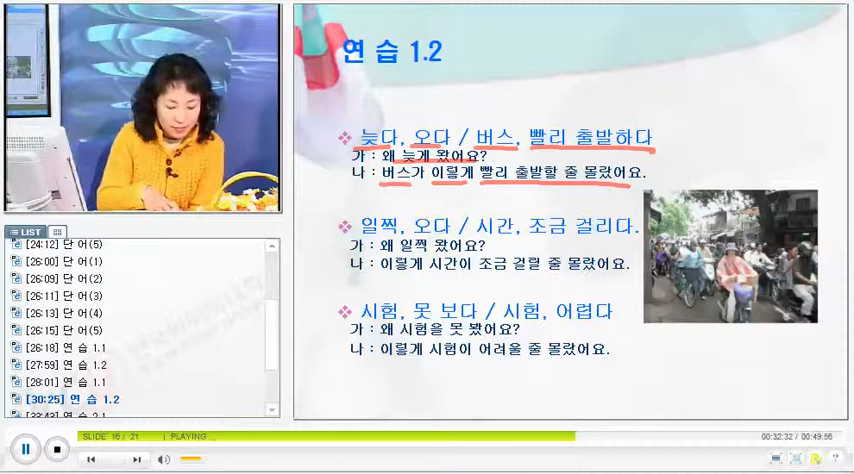 연 습 1.2
늦다, 오다 / 버스, 빨리 출발하다
가 : 왜 늦게 왔어요?
나 : 버스가 이렇게 빨리 출발할 줄 몰랐어요.
일찍, 오다 / 시간, 조금 걸리다.
가 : 왜 일찍 왔어요?
나 : 이렇게 시간이 조금 걸릴 줄 몰랐어요.
시험, 못 보다 / 시험, 어렵다
가 : 왜 시험을 못 봤어요?
나 : 이렇게 시험이 어려울 줄 몰랐어요.
LIST
[24:12] 단 어(5)
[26:00] 단 어(1)
[26:09] 단 어(2)
[26:11] 단 어(3)
[26:13] 단 어(4)
[26:15] 단 어(5)
[26:18] 연 습 1.1
[27:59] 연 습 1.2
[28:01] 연 습 1.1
[30:25] 연 습 1.2
SLIDE 16 / 21 | PLAYING...
00:32:32 / 00:49:56